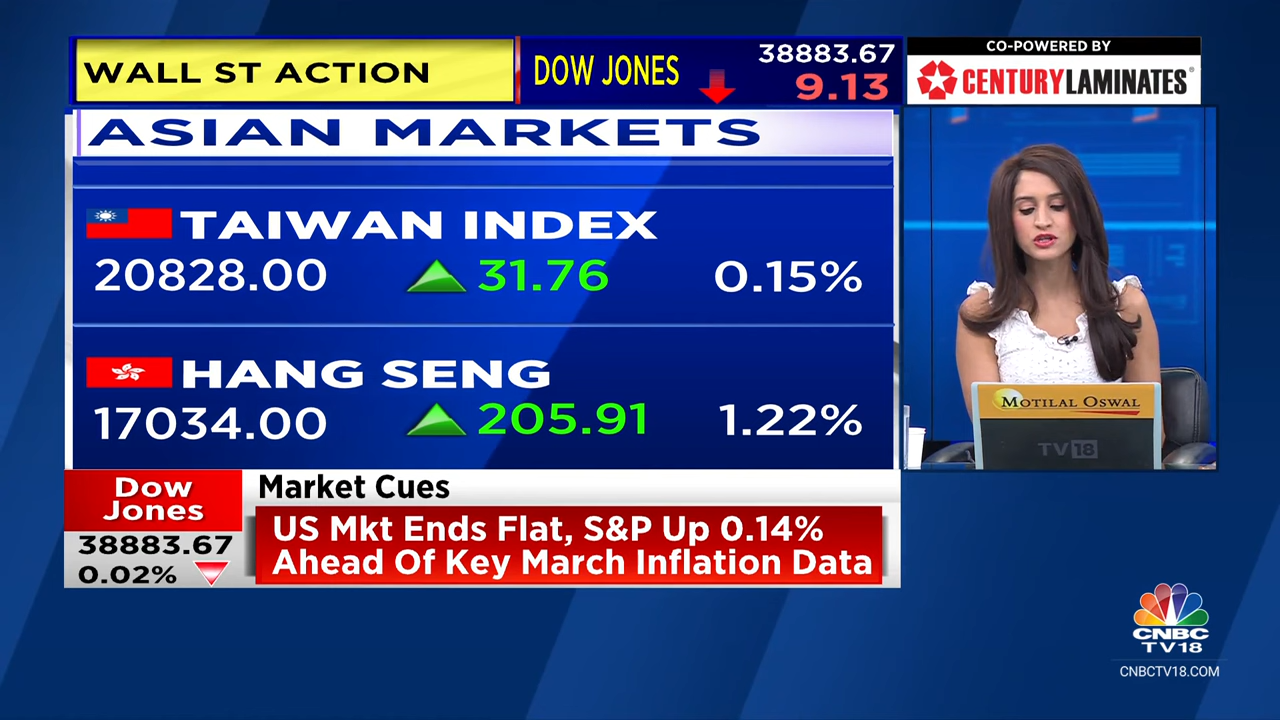 WALL ST ACTION
DOW JONES
38883.67
9.13
CO-POWERED BY
CENTURYLAMINATES®
ASIAN MARKETS
TAIWAN INDEX
20828.00 31.76 0.15%
HANG SENG
17034.00 205.91 1.22%
MOTILAL OSWAL
TV18
Dow
Jones
38883.67
0.02%
Market Cues
US Mkt Ends Flat, S&P Up 0.14%
Ahead Of Key March Inflation Data
CNBC
TV18
CNBCTV18.COM